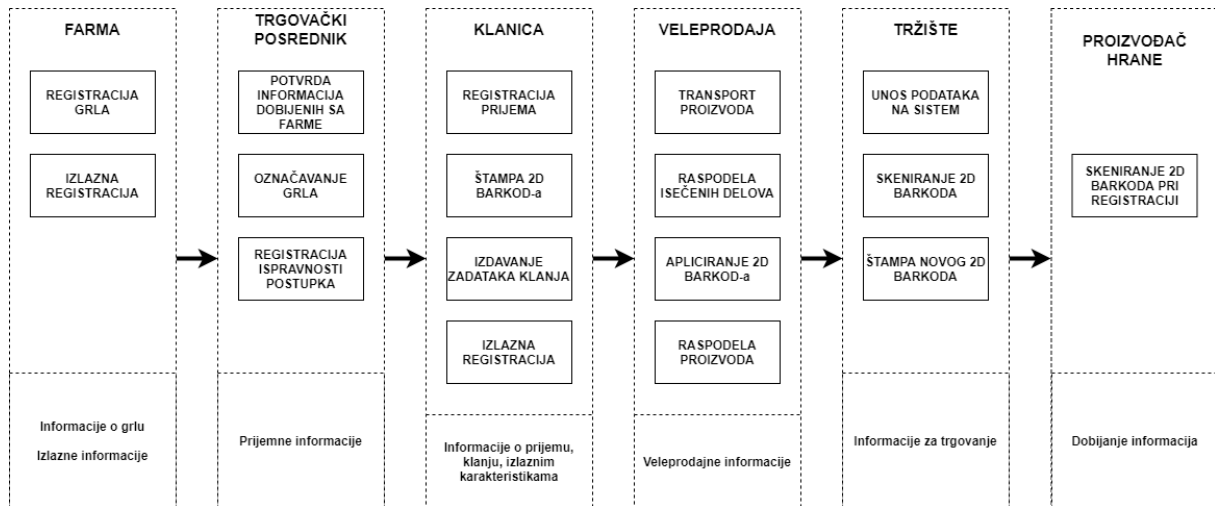 FARMA
REGISTRACIJA
GRLA
IZLAZNA
REGISTRACIJA
Informacije o grlu
Izlazne informacije
TRGOVAČKI
POSREDNIK
POTVRDA
INFORMACIJA
DOBIJENIH SA
FARME
OZNAČAVANJE
GRLA
REGISTRACIJA
ISPRAVNOSTI
POSTUPKA
Prijemne informacije
KLANICA
REGISTRACIJA
PRIJEMA
ŠTAMPA 2D
BARKOD-a
IZDAVANJE
ZADATAKA KLANJA
IZLAZNA
REGISTRACIJA
Informacije o prijemu,
klanju, izlaznim
karakteristikama
VELEPRODAJA
TRANSPORT
PROIZVODA
RASPODELA
ISEČENIH DELOVA
APLICIRANJE 2D
BARKOD-a
RASPODELA
PROIZVODA
Veleprodajne informacije
TRŽIŠTE
UNOS PODATAKA
NA SISTEM
SKENIRANJE 2D
BARKODA
ŠTAMPA NOVOG 2D
BARKODA
Informacije za trgovanje
PROIZVOĐAČ
HRANE
SKENIRANJE 2D
BARKODA PRI
REGISTRACIJI
Dobijanje informacija